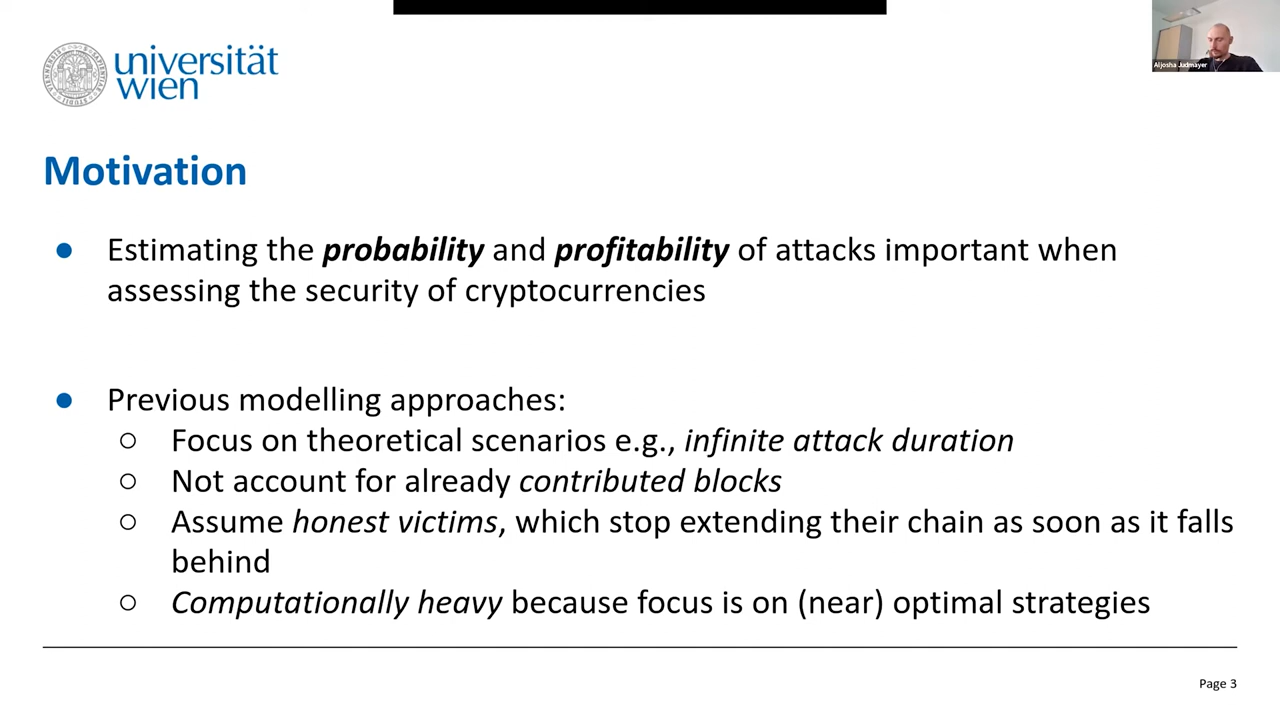 universität
wien
Aljosha Judmayer
Motivation
● Estimating the probability and profitability of attacks important when
assessing the security of cryptocurrencies
● Previous modelling approaches:
○ Focus on theoretical scenarios e.g., infinite attack duration
○ Not account for already contributed blocks
○ Assume honest victims, which stop extending their chain as soon as it falls
behind
○ Computationally heavy because focus is on (near) optimal strategies
Page 3